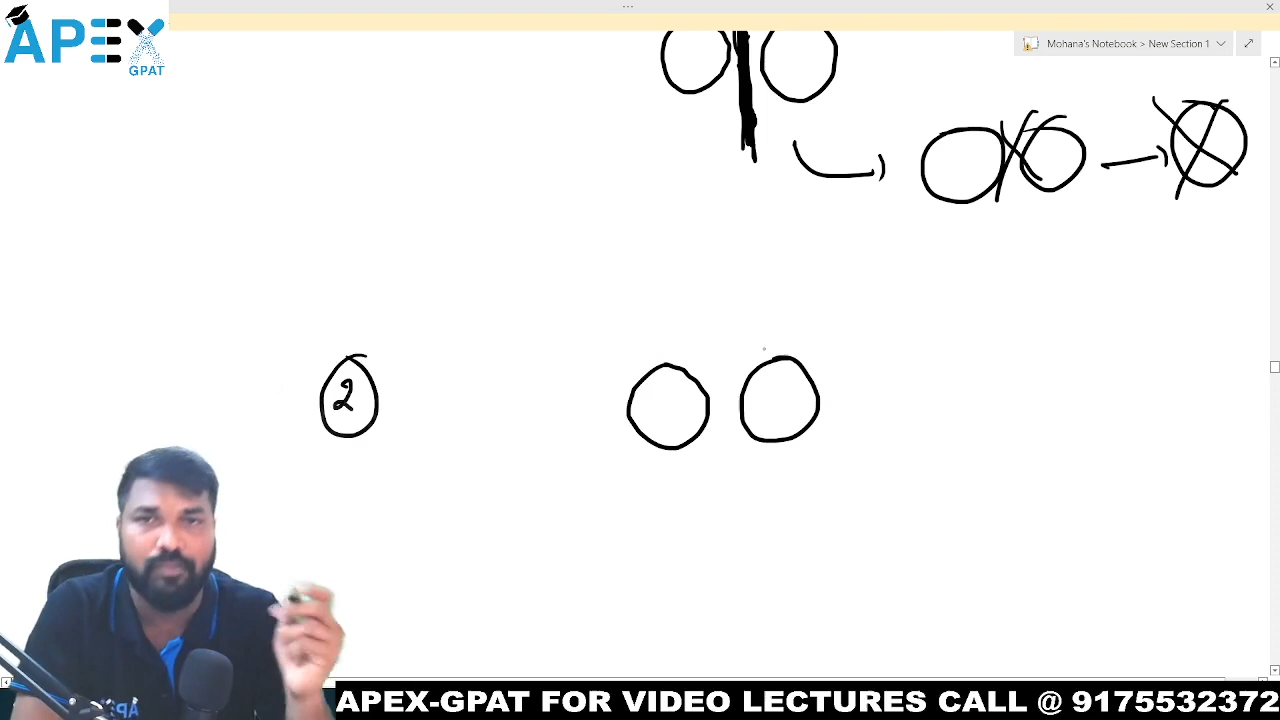 APEX
GPAT
Mohana's Notebook > New Section 1
2
APEX-GPAT FOR VIDEO LECTURES CALL @ 9175532372